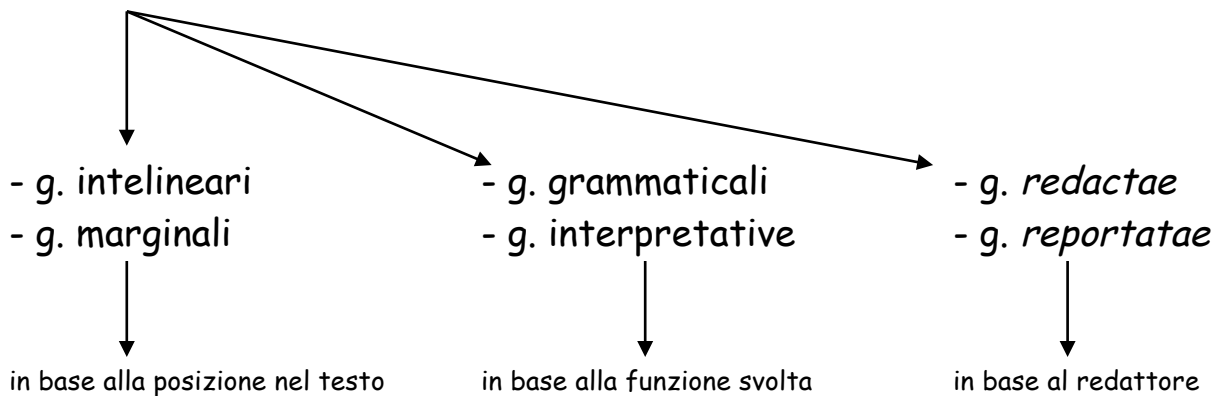 - g. intelineari
- g. marginali
in base alla posizione nel testo
- g. grammaticali
- g. interpretative
in base alla funzione svolta
- g. redactae
- g. reportatae
in base al redattore